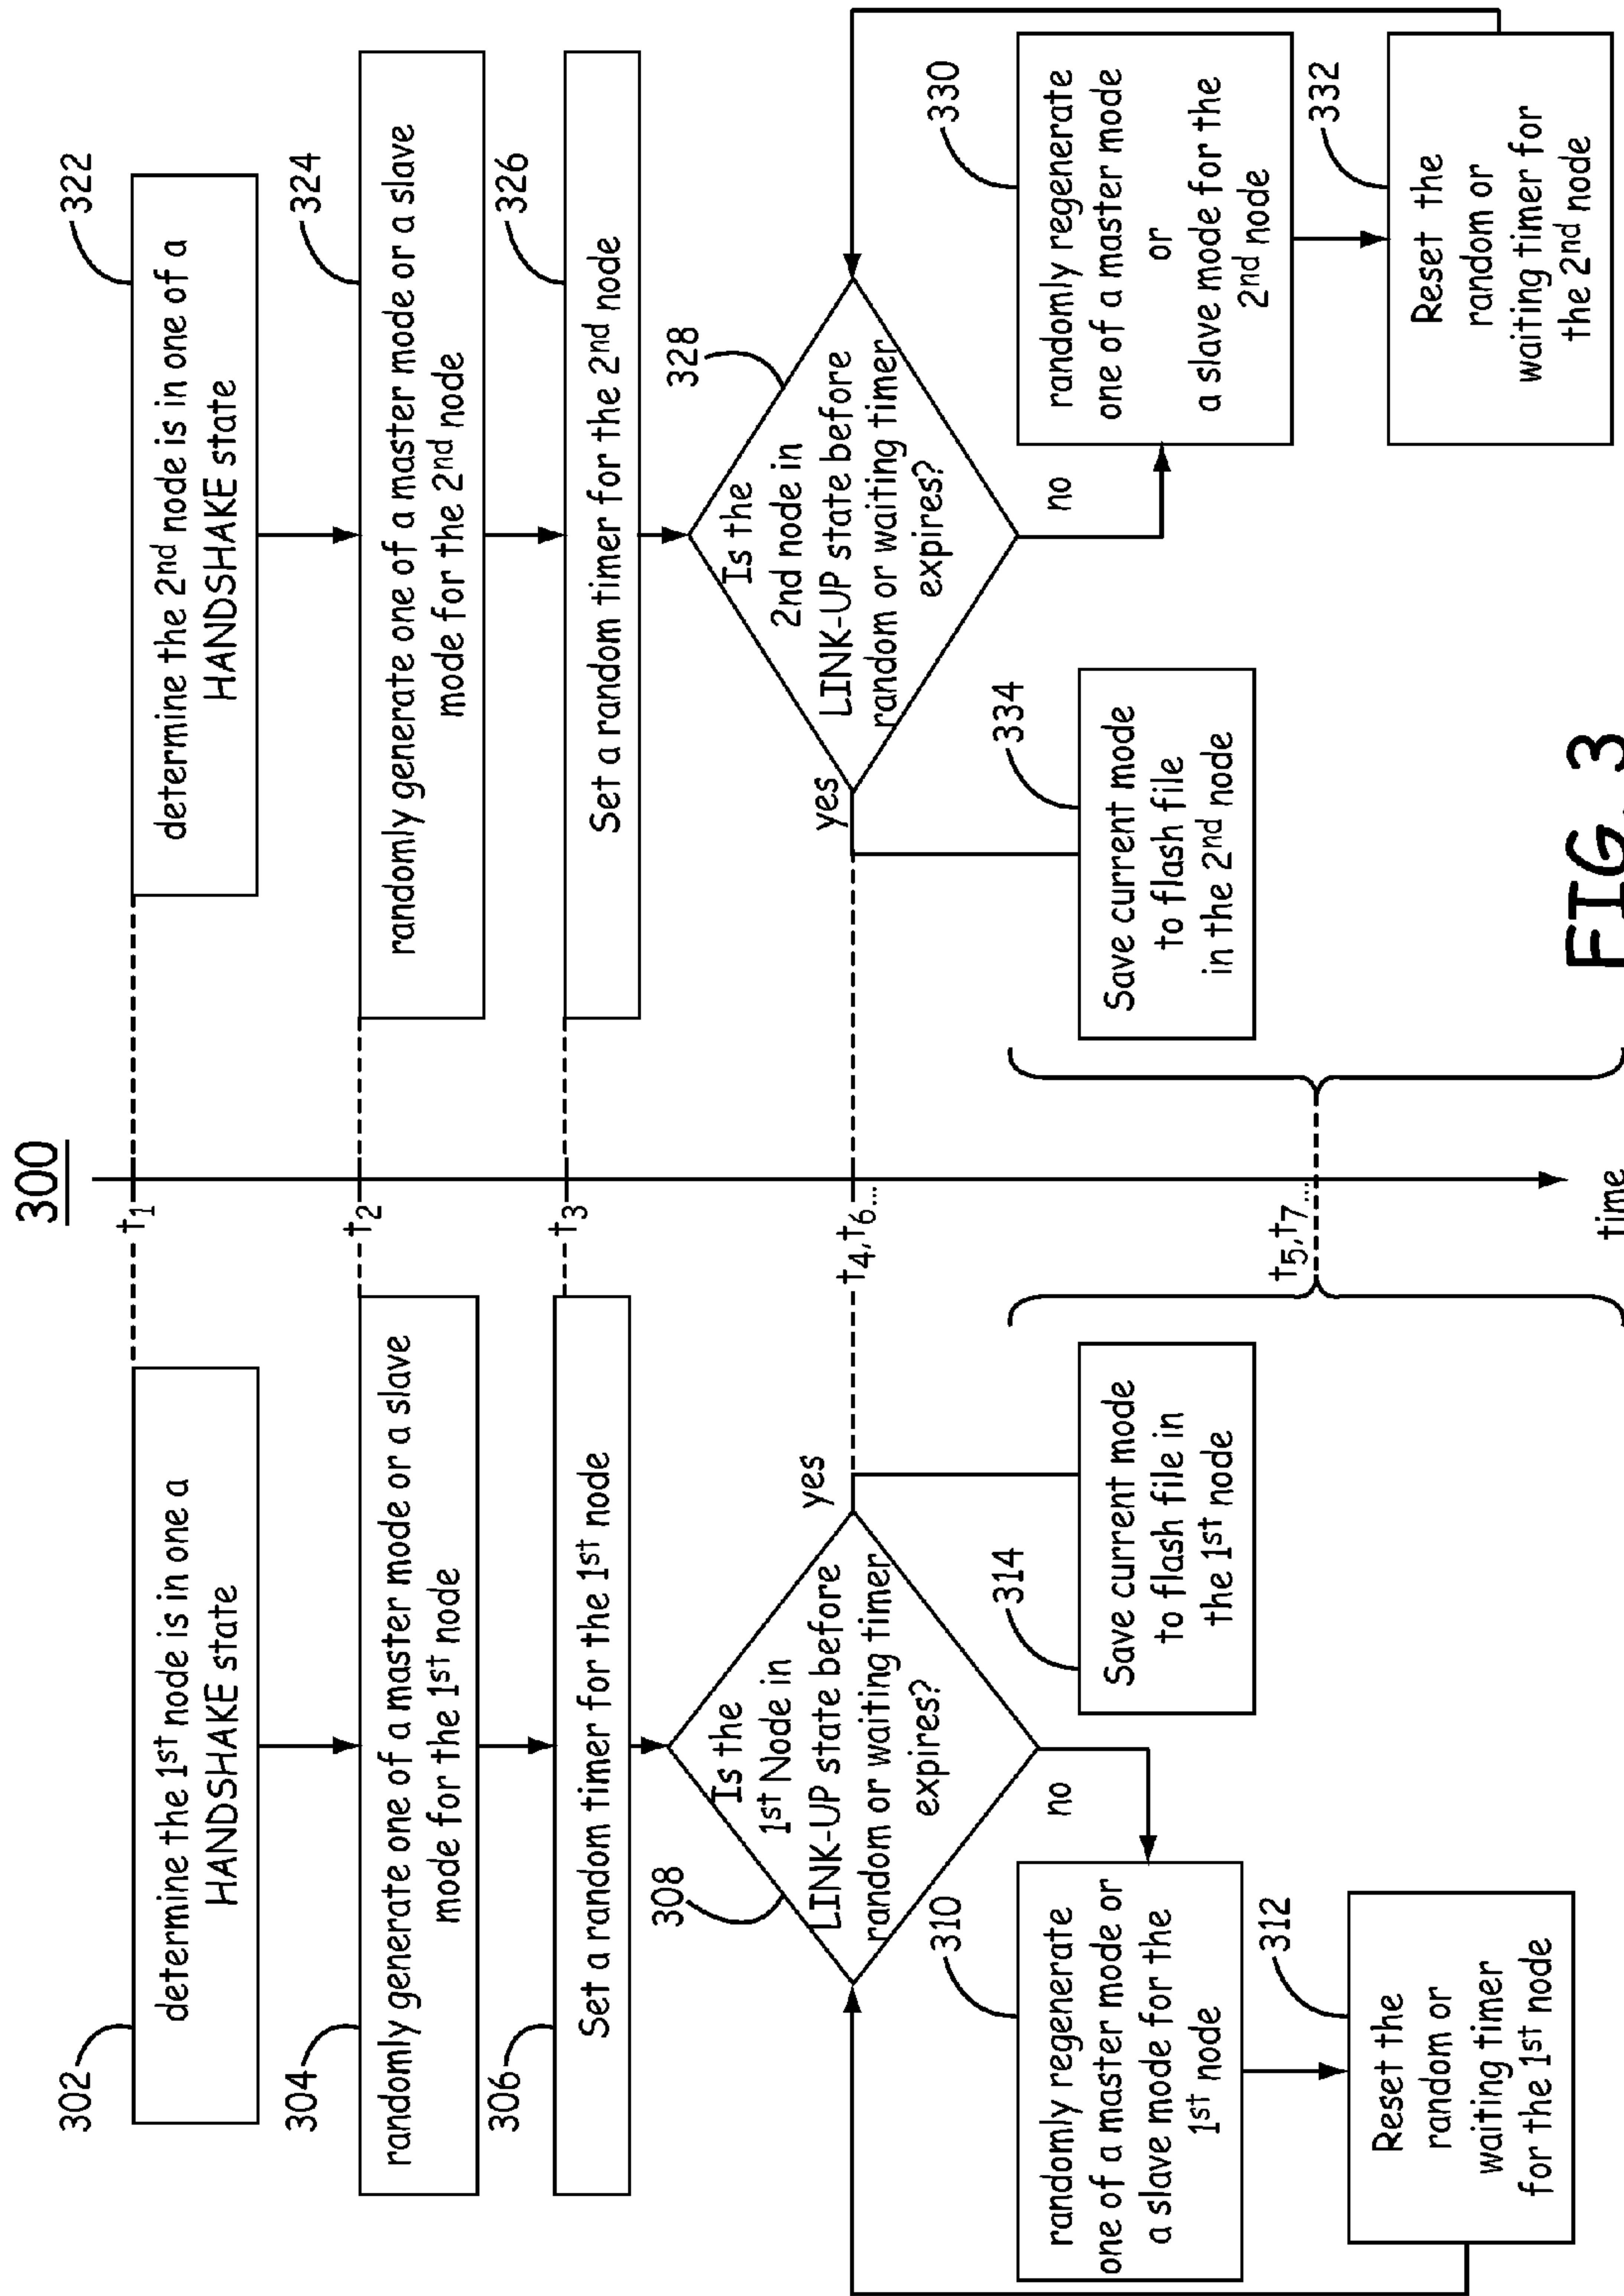 300
302
determine the 1st node is in one a
HANDSHAKE state
304
randomly generate one of a master mode or a slave
mode for the 1st node
306
Set a random timer for the 1st node
308
Is the
1st Node in
LINK-UP state before
random or waiting timer
expires?
yes
no
310
randomly regenerate
one of a master mode or
a slave mode for the
1st node
312
Reset the
random or
waiting timer
for the 1st node
314
Save current mode
to flash file in
the 1st node
t1
t2
t3
t4,t6...
t5,t7...
time
322
determine the 2nd node is in one of a
HANDSHAKE state
324
randomly generate one of a master mode or a slave
mode for the 2nd node
326
Set a random timer for the 2nd node
328
Is the
2nd node in
LINK-UP state before
random or waiting timer
expires?
yes
no
334
Save current mode
to flash file
in the 2nd node
330
randomly regenerate
one of a master mode
or
a slave mode for the
2nd node
332
Reset the
random or
waiting timer for
the 2nd node
FIG. 3